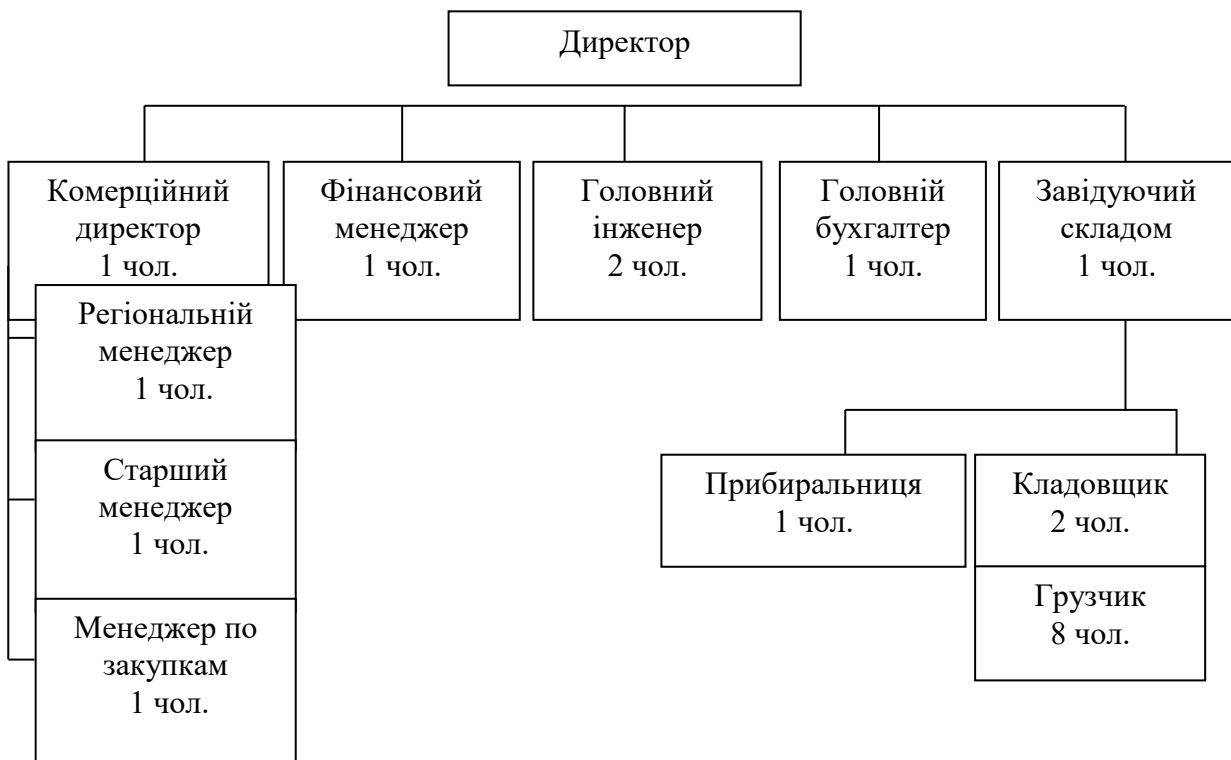 Директор
Комерційний
директор
1 чол.
Фінансовий
менеджер
1 чол.
Головний
інженер
2 чол.
Головній
бухгалтер
1 чол.
Завідуючий
складом
1 чол.
Регіональній
менеджер
1 чол.
Старший
менеджер
1 чол.
Менеджер по
закупкам
1 чол.
Прибиральниця
1 чол.
Кладовщик
2 чол.
Грузчик
8 чол.